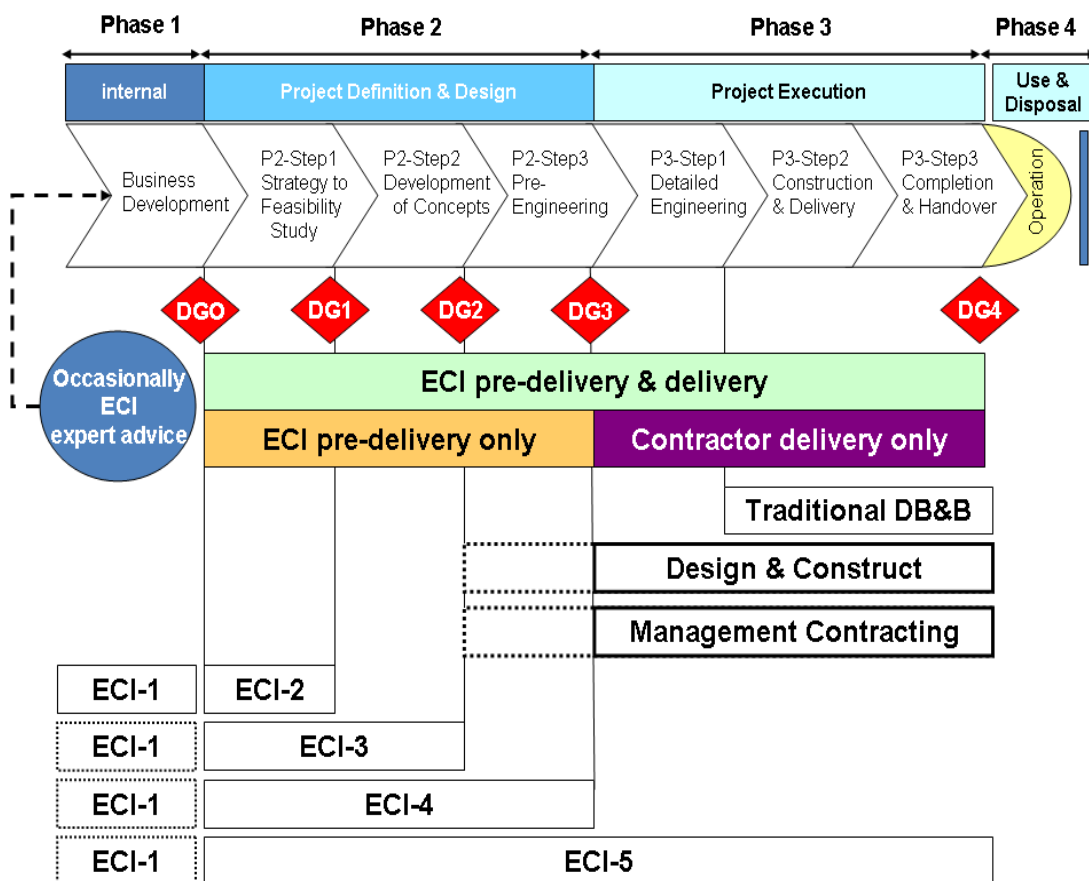 Phase 1
Phase 2
Phase 3
Phase 4
internal
Project Definition & Design
Project Execution
Use &
Disposal
Business
Development
P2-Step1
Strategy to
Feasibility
Study
P2-Step2
Development
of Concepts
P2-Step3
Pre-
Engineering
P3-Step1
Detailed
Engineering
P3-Step2
Construction
& Delivery
P3-Step3
Completion
& Handover
Operation
DGO
DG1
DG2
DG3
DG4
Occasionally
ECI
expert advice
ECI pre-delivery & delivery
ECI pre-delivery only
Contractor delivery only
Traditional DB&B
Design & Construct
Management Contracting
ECI-1
ECI-2
ECI-1
ECI-3
ECI-1
ECI-4
ECI-1
ECI-5